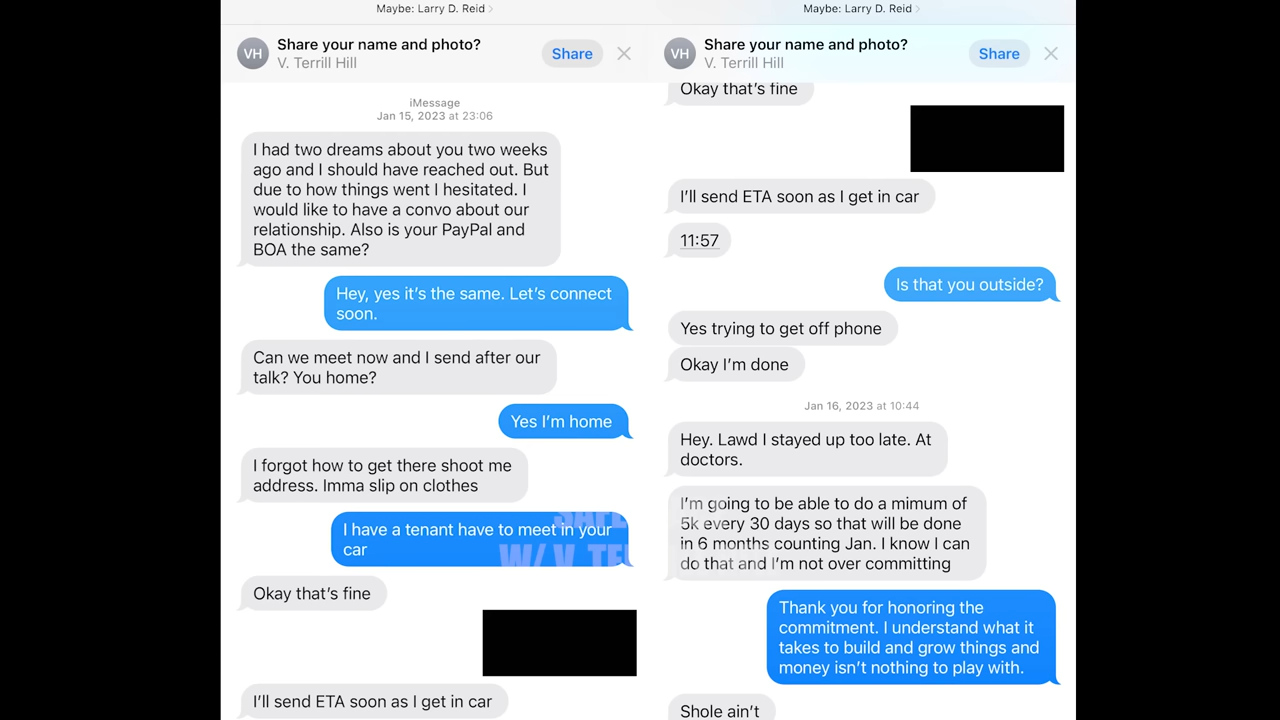 Maybe: Larry D. Reid
VH
Share your name and photo?
V. Terrill Hill
Share
iMessage
Jan 15, 2023 at 23:06
I had two dreams about you two weeks
ago and I should have reached out. But
due to how things went I hesitated. I
would like to have a convo about our
relationship. Also is your PayPal and
BOA the same?
Hey, yes it's the same. Let's connect
soon.
Can we meet now and I send after our
talk? You home?
Yes I'm home
I forgot how to get there shoot me
address. Imma slip on clothes
I have a tenant have to meet in your
car
W/ V.
Okay that's fine
I'll send ETA soon as I get in car
Maybe: Larry D. Reid
VH
Share your name and photo?
V. Terrill Hill
Share
Okay that's fine
I'll send ETA soon as I get in car
11:57
Is that you outside?
Yes trying to get off phone
Okay I'm done
Jan 16, 2023 at 10:44
Hey. Lawd I stayed up too late. At
doctors.
I'm going to be able to do a mimum of
5k every 30 days so that will be done
in 6 months counting Jan. I know I can
do that and I'm not over committing
Thank you for honoring the
commitment. I understand what it
takes to build and grow things and
money isn't nothing to play with.
Shole ain't